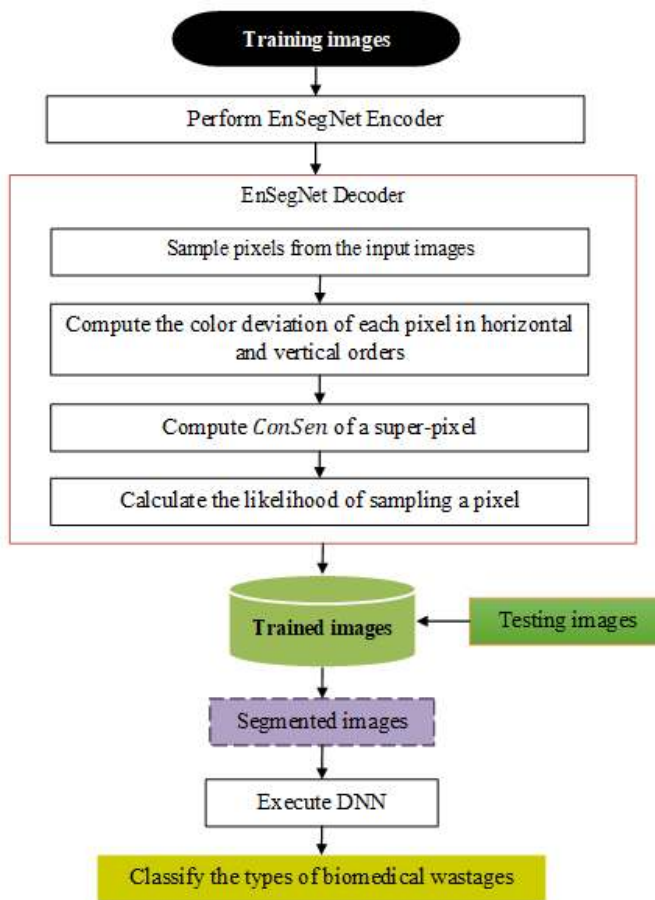 Training images
Perform EnSegNet Encoder
EnSegNet Decoder
Sample pixels from the input images
Compute the color deviation of each pixel in horizontal
and vertical orders
Compute ConSen of a super-pixel
Calculate the likelihood of sampling a pixel
Trained images
Testing images
Segmented images
Execute DNN
Classify the types of biomedical wastages